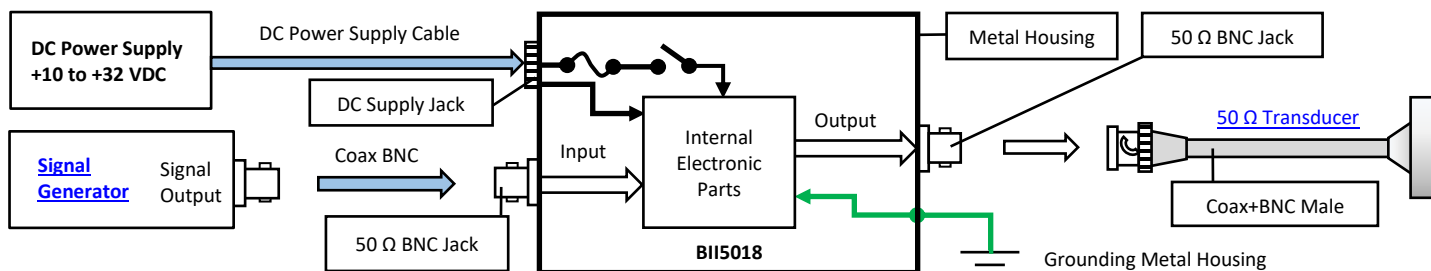 DC Power Supply
+10 to +32 VDC
DC Power Supply Cable
DC Supply Jack
Metal Housing
50 Ω BNC Jack
Signal
Generator
Signal
Output
Coax BNC
50 Ω BNC Jack
Input
Internal
Electronic
Parts
Output
BII5018
50 Ω Transducer
Coax+BNC Male
Grounding Metal Housing